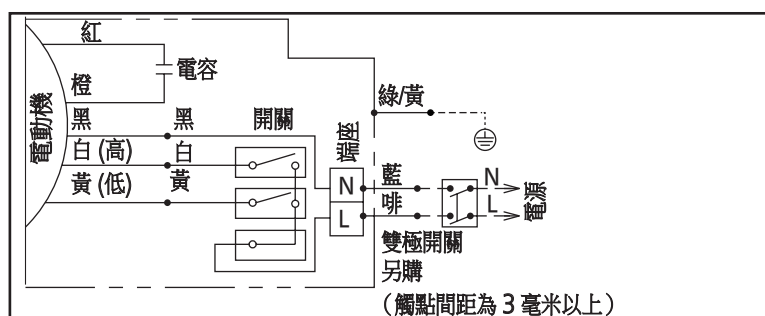 紅
電容
橙
電動機
黑 黑 開關
白 (高) 白
黃 (低) 黃
端座
N
L
綠/黃
藍
啡
N
L
電源
雙極開關
另購
（觸點間距為 3 毫米以上）